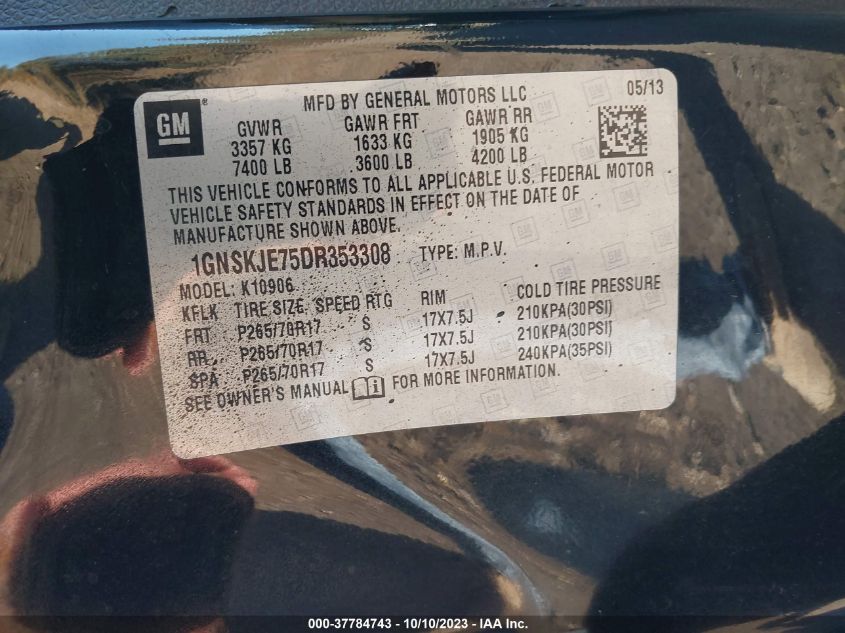 MFD BY GENERAL MOTORS LLC 05/13
GM®
GVWR GAWR FRT GAWR RR
3357 KG 1633 KG 1905 KG
7400 LB 3600 LB 4200 LB
THIS VEHICLE CONFORMS TO ALL APPLICABLE U.S. FEDERAL MOTOR
VEHICLE SAFETY STANDARDS IN EFFECT ON THE DATE OF
MANUFACTURE SHOWN ABOVE.
1GNSKJE75DR353308 TYPE: M.P.V.
MODEL: K10906
KFLK TIRE SIZE, SPEED RTG RIM COLD TIRE PRESSURE
FRT P265/70R17 S 17X7.5J 210KPA(30PSI)
RR P265/70R17 S 17X7.5J 210KPA(30PSI)
SPA P265/70R17 S 17X7.5J 240KPA(35PSI)
SEE OWNER'S MANUAL FOR MORE INFORMATION.
000-37784743 - 10/10/2023 - IAA Inc.